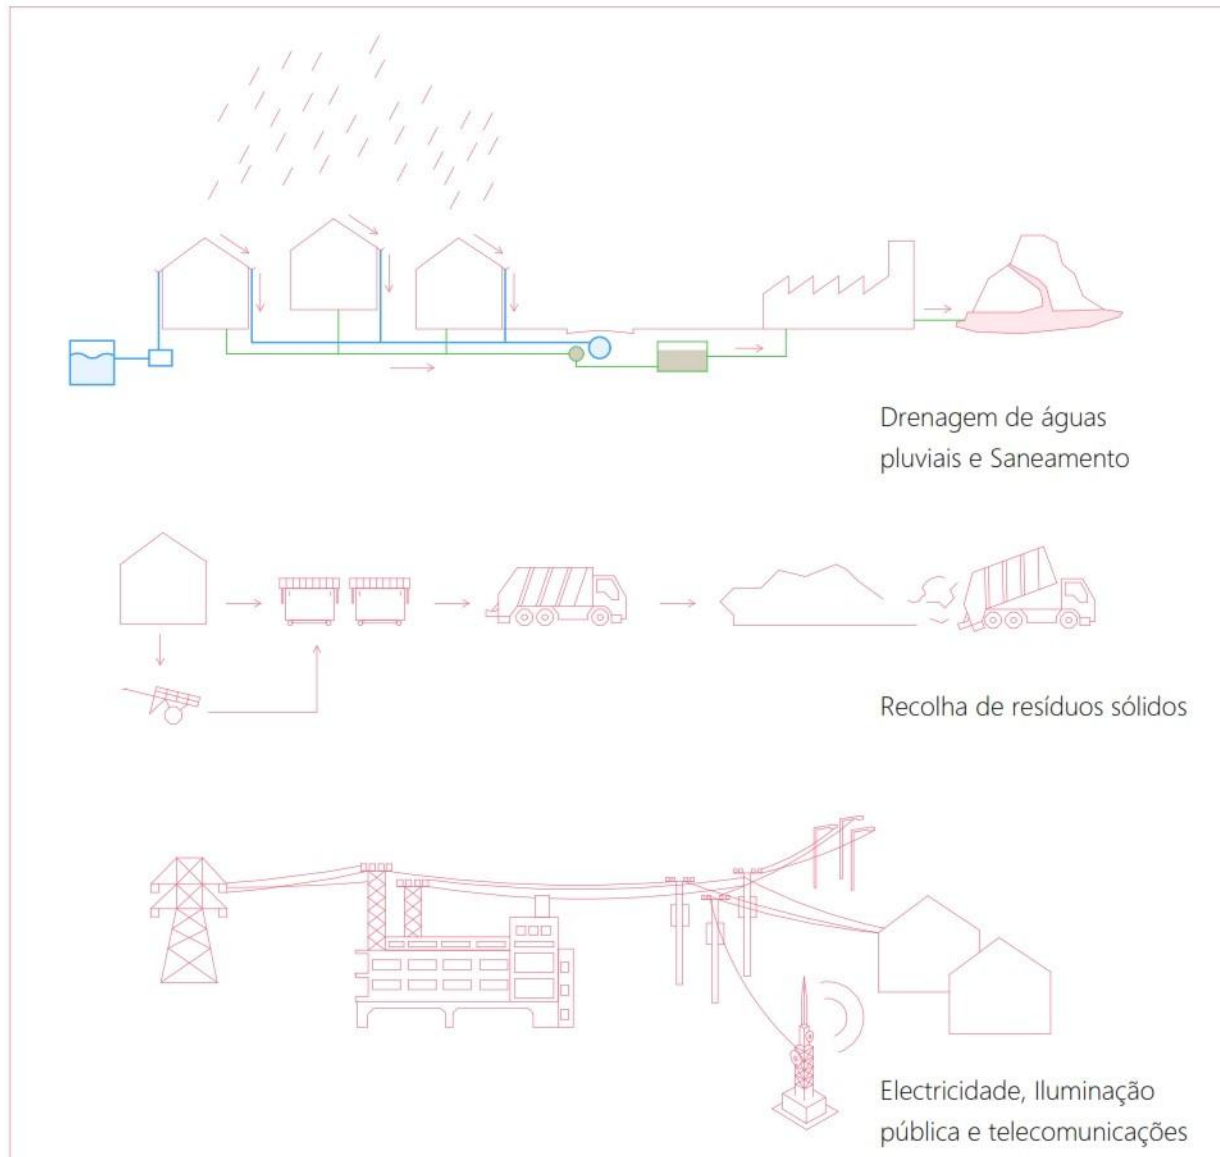 Drenagem de águas
pluviais e Saneamento
Recolha de resíduos sólidos
Electricidade, Iluminação
pública e telecomunicações